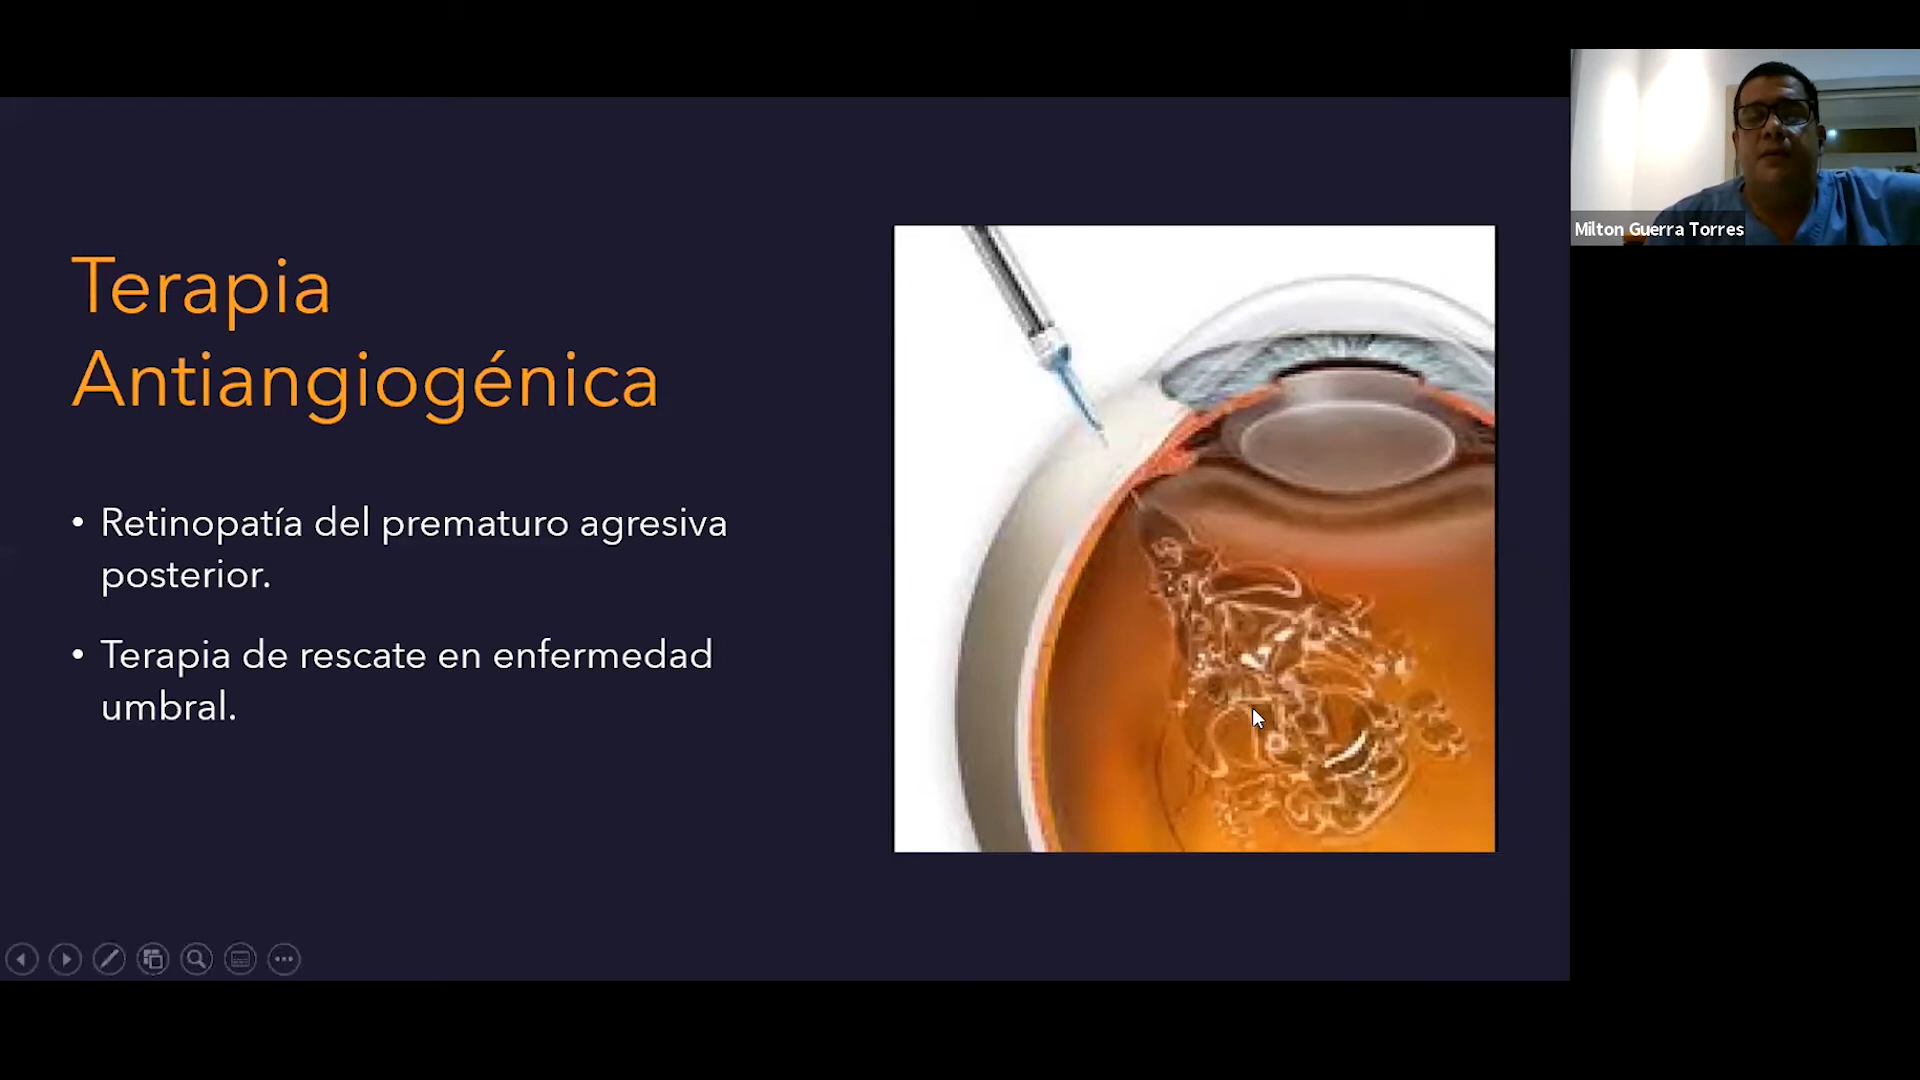 Terapia
Antiangiogénica
• Retinopatía del prematuro agresiva
posterior.
• Terapia de rescate en enfermedad
umbral.
Milton Guerra Torres